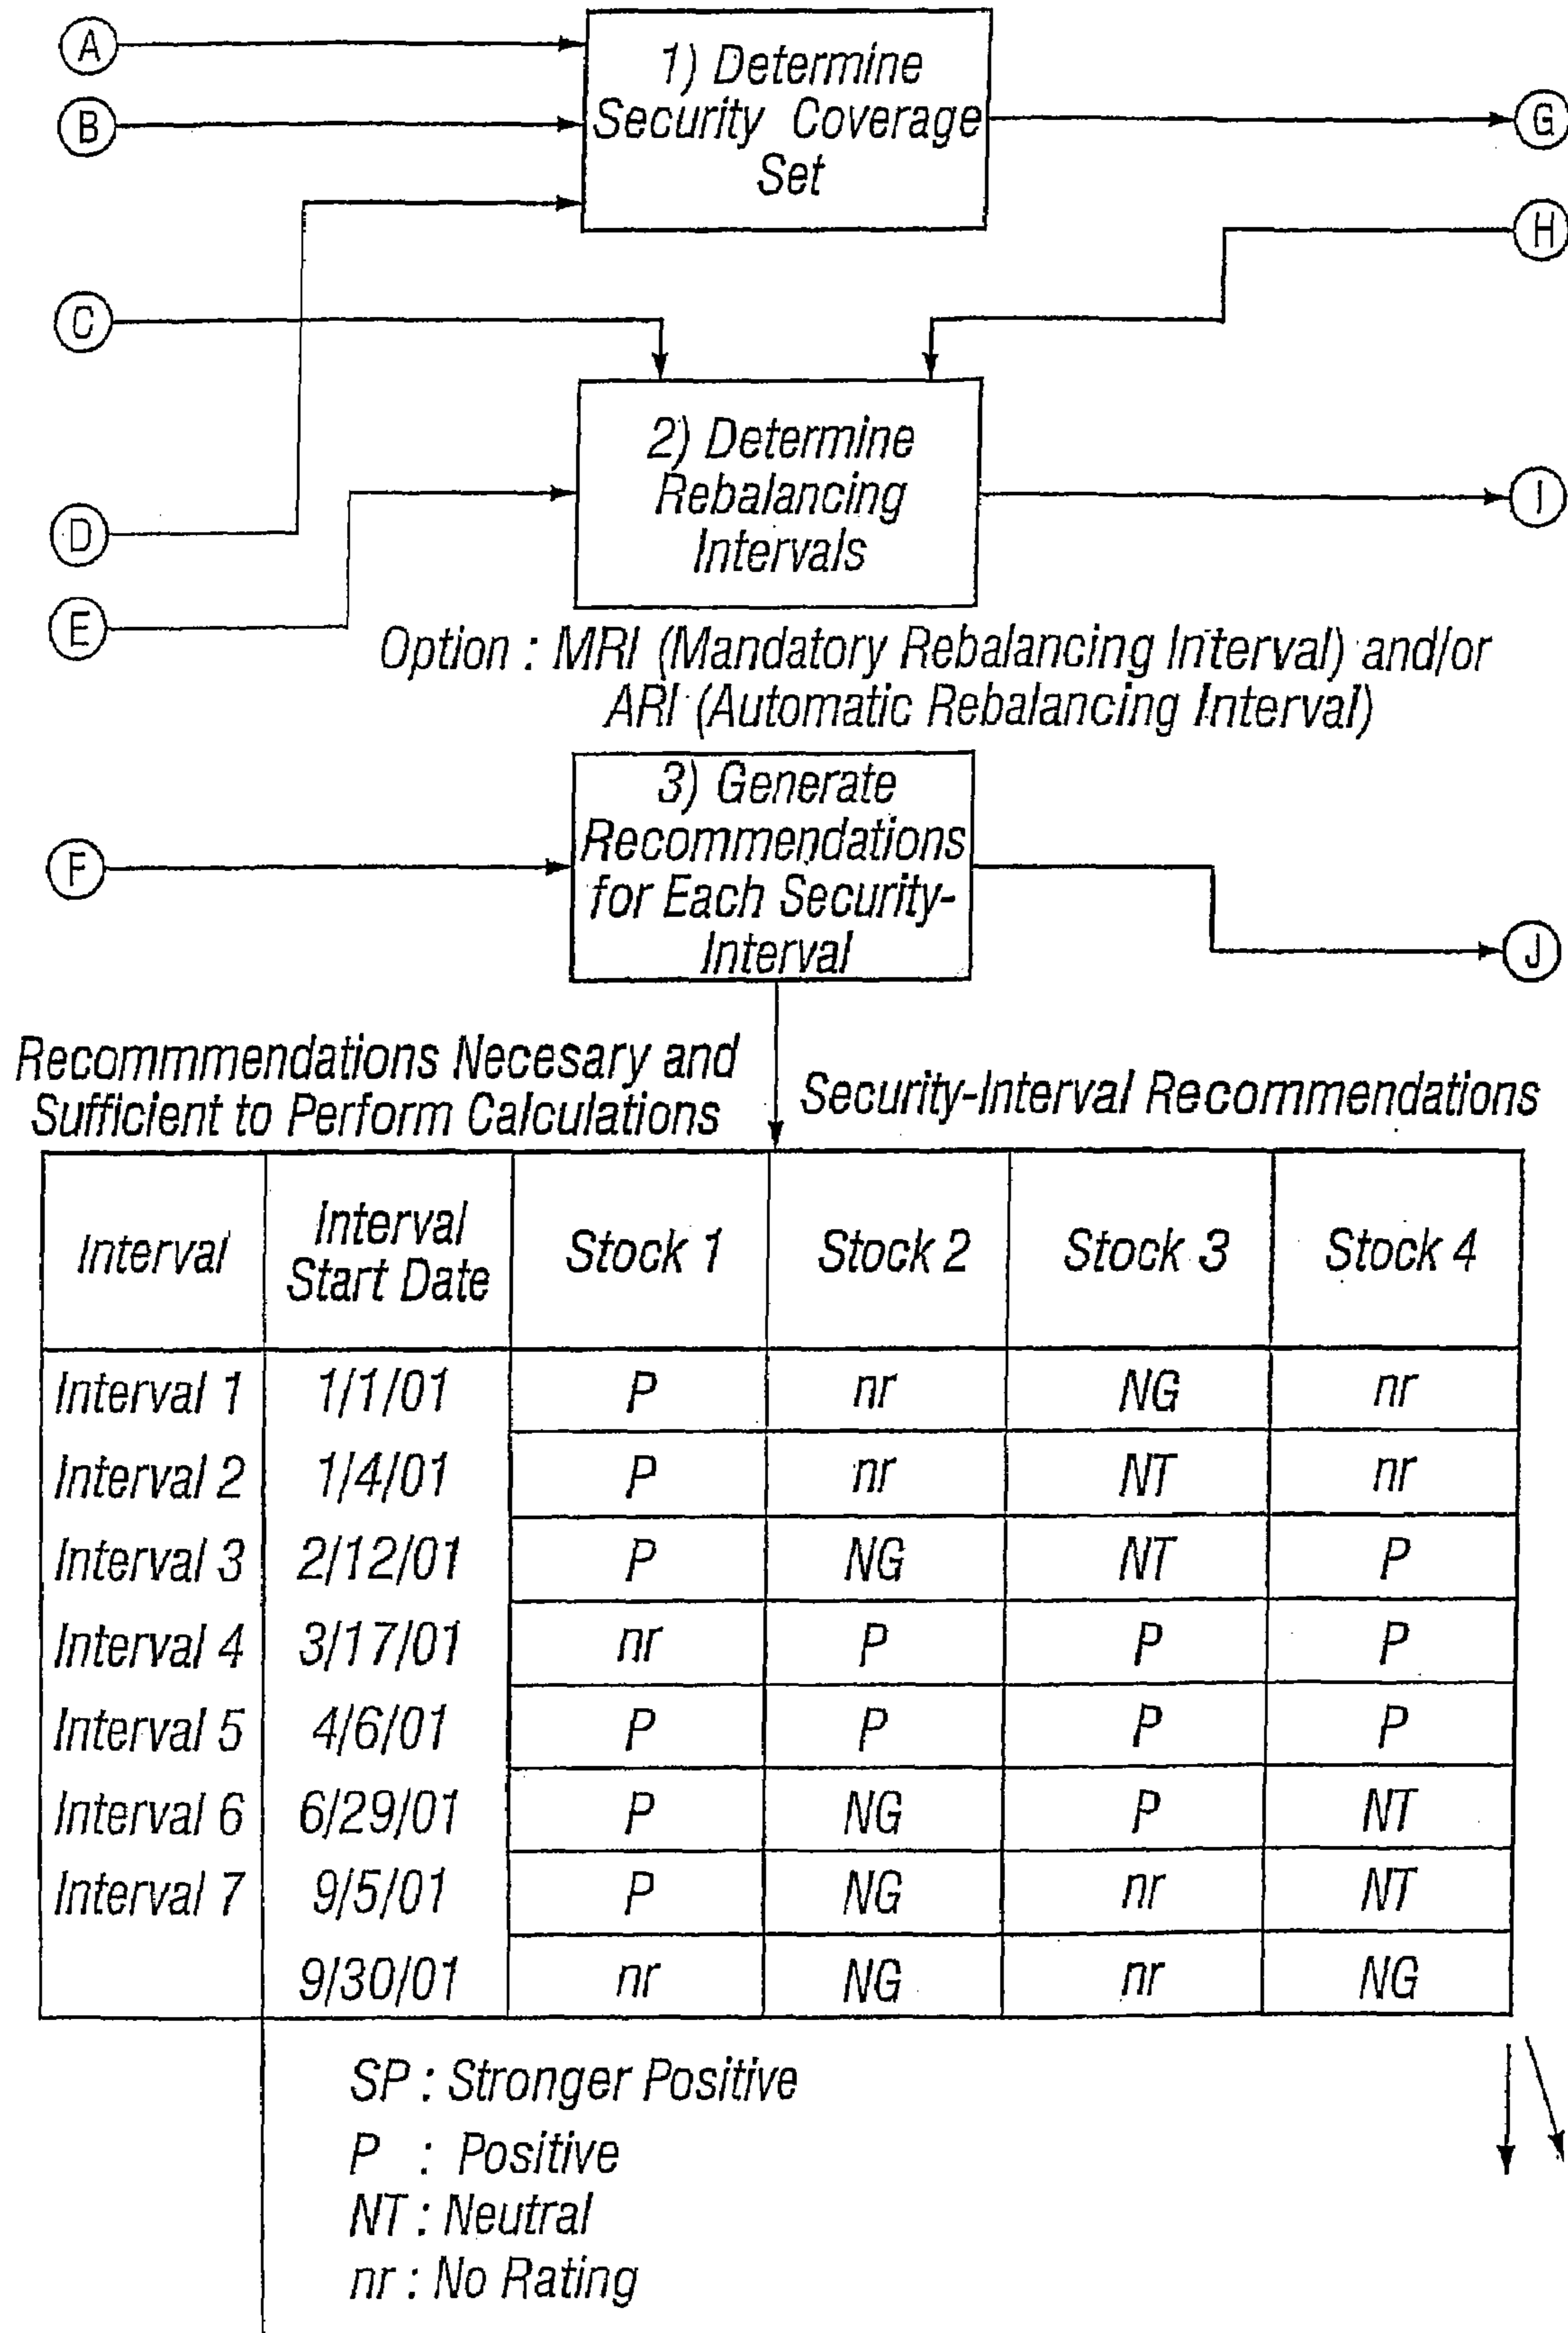 A
1) Determine
B
Security Coverage
G
Set
H
C
2) Determine
Rebalancing
I
D
Intervals
E
Option : MRI (Mandatory Rebalancing Interval) and/or
ARI (Automatic Rebalancing Interval)
3) Generate
Recommendations
F
for Each Security-
Interval
J
Recommmendations Necesary and
Sufficient to Perform Calculations
Security-Interval Recommendations
Interval Interval Start Date Stock 1 Stock 2 Stock 3 Stock 4
Interval 1 1/1/01 P nr NG nr
Interval 2 1/4/01 P nr NT nr
Interval 3 2/12/01 P NG NT P
Interval 4 3/17/01 nr P P P
Interval 5 4/6/01 P P P P
Interval 6 6/29/01 P NG P NT
Interval 7 9/5/01 P NG nr NT
9/30/01 nr NG nr NG
SP : Stronger Positive
P : Positive
NT : Neutral
nr : No Rating